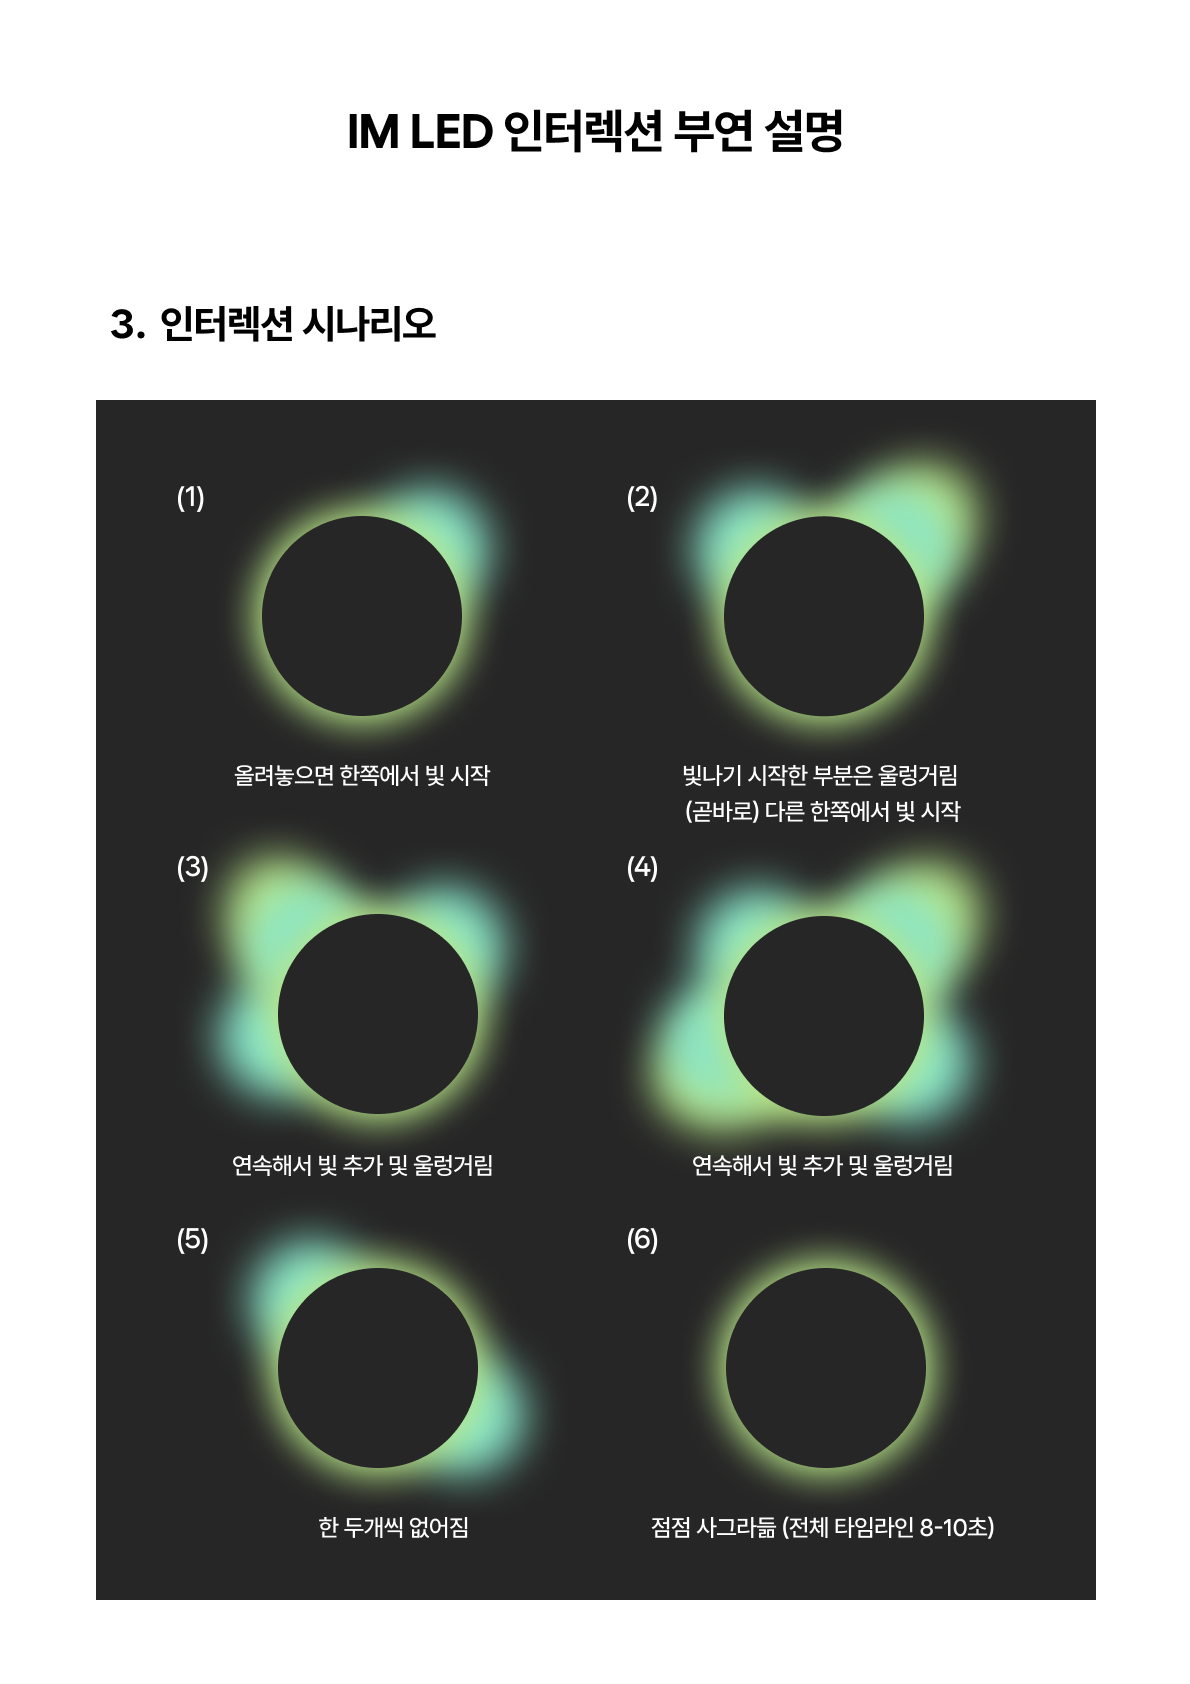 IM LED 인터렉션 부연 설명
3. 인터렉션 시나리오
(1)
올려놓으면 한쪽에서 빛 시작
(2)
빛나기 시작한 부분은 울렁거림
(곧바로) 다른 한쪽에서 빛 시작
(3)
연속해서 빛 추가 및 울렁거림
(4)
연속해서 빛 추가 및 울렁거림
(5)
한 두개씩 없어짐
(6)
점점 사그라듦 (전체 타임라인 8-10초)